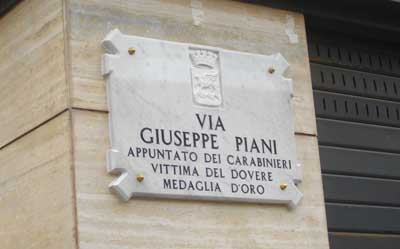 VIA
GIUSEPPE PIANI
APPUNTATO DEI CARABINIERI
VITTIMA DEL DOVERE
MEDAGLIA D'ORO